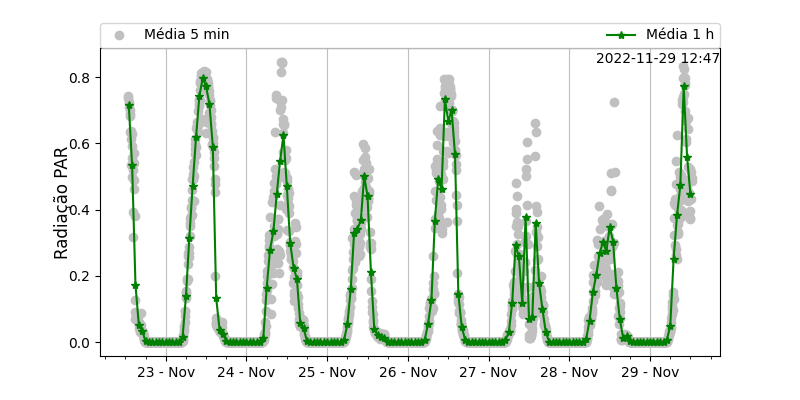 Média 5 min
Média 1 h
2022-11-29 12:47
Radiação PAR
0.8
0.6
0.4
0.2
0.0
23 - Nov
24 - Nov
25 - Nov
26 - Nov
27 - Nov
28 - Nov
29 - Nov